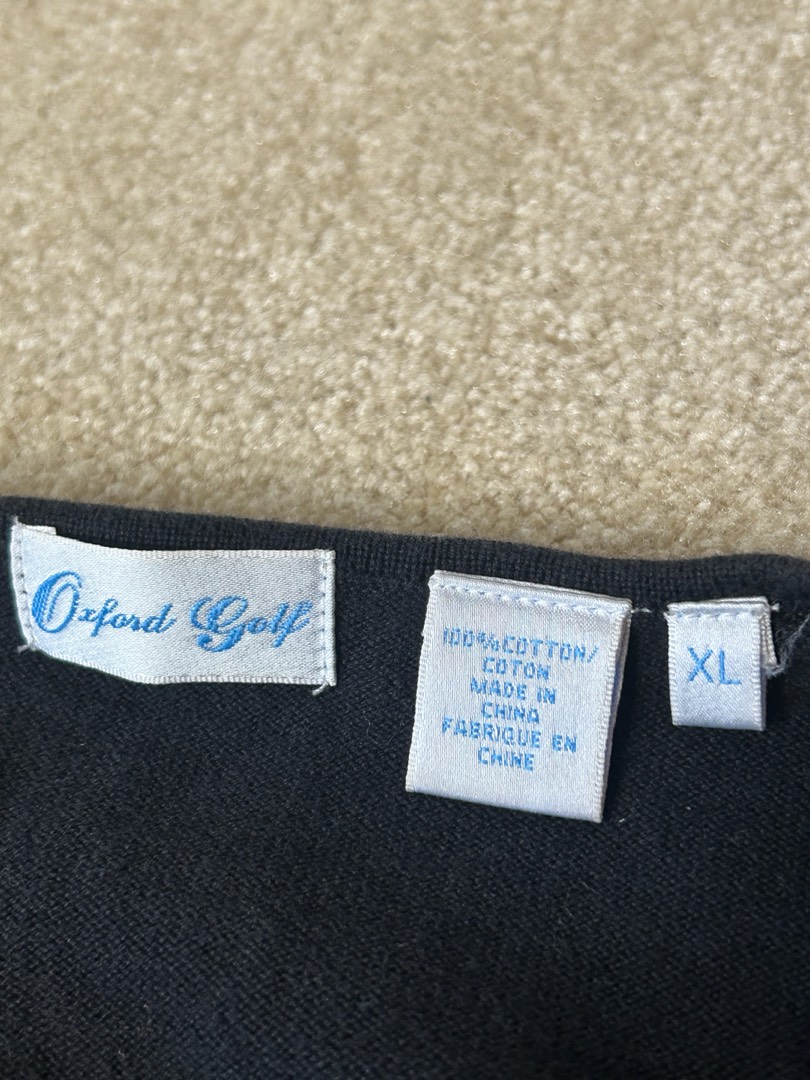 Oxford Golf
100% COTTON/
COTON
MADE IN
CHINA
FABRIQUE EN
CHINE
XL